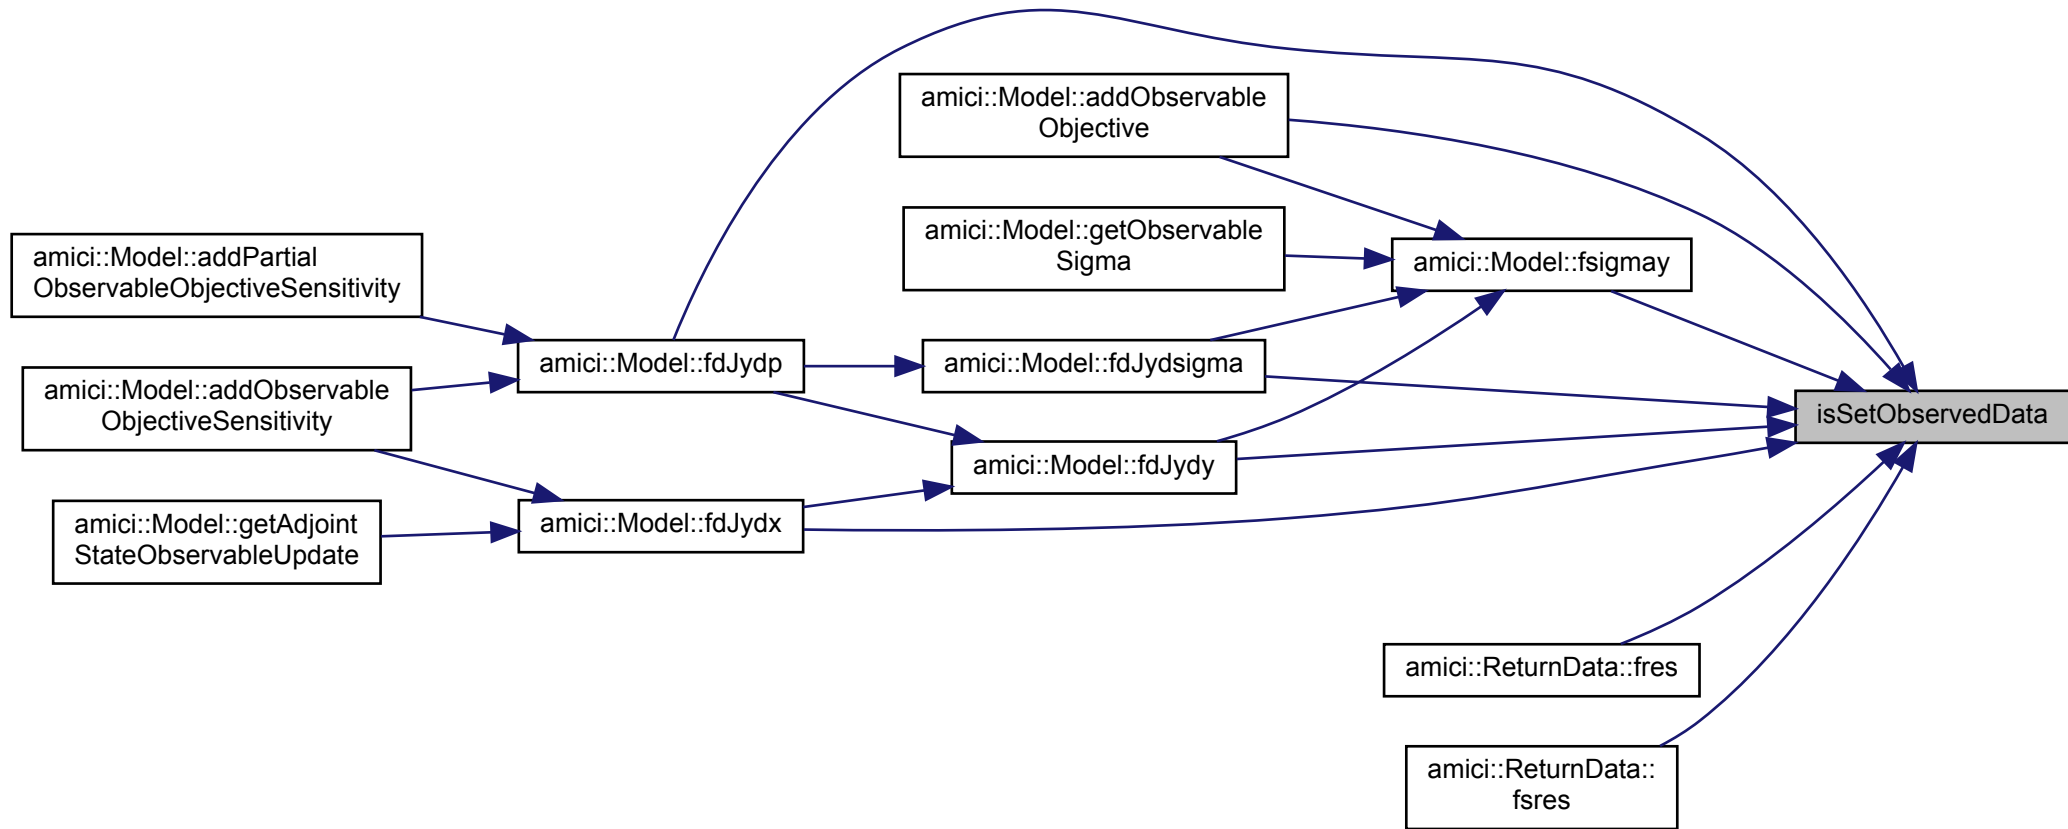 amici::Model::addObservable
Objective
amici::Model::getObservable
Sigma
amici::Model::fsigmay
amici::Model::addPartial
ObservableObjectiveSensitivity
amici::Model::fdJydp
amici::Model::fdJydsigma
amici::Model::addObservable
ObjectiveSensitivity
isSetObservedData
amici::Model::fdJydy
amici::Model::getAdjoint
StateObservableUpdate
amici::Model::fdJydx
amici::ReturnData::fres
amici::ReturnData::
fsres